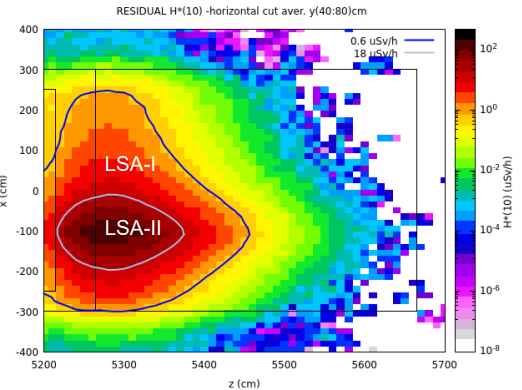 RESIDUAL H*(10) -horizontal cut aver. y(40:80)cm
0.6 uSv/h
18 uSv/h
LSA-I
LSA-II
x (cm)
400
300
200
100
0
-100
-200
-300
-400
5200 5300 5400 5500 5600 5700
z (cm)
10²
10⁰
10⁻²
10⁻⁴
10⁻⁶
10⁻⁸
H*(10) (uSv/h)